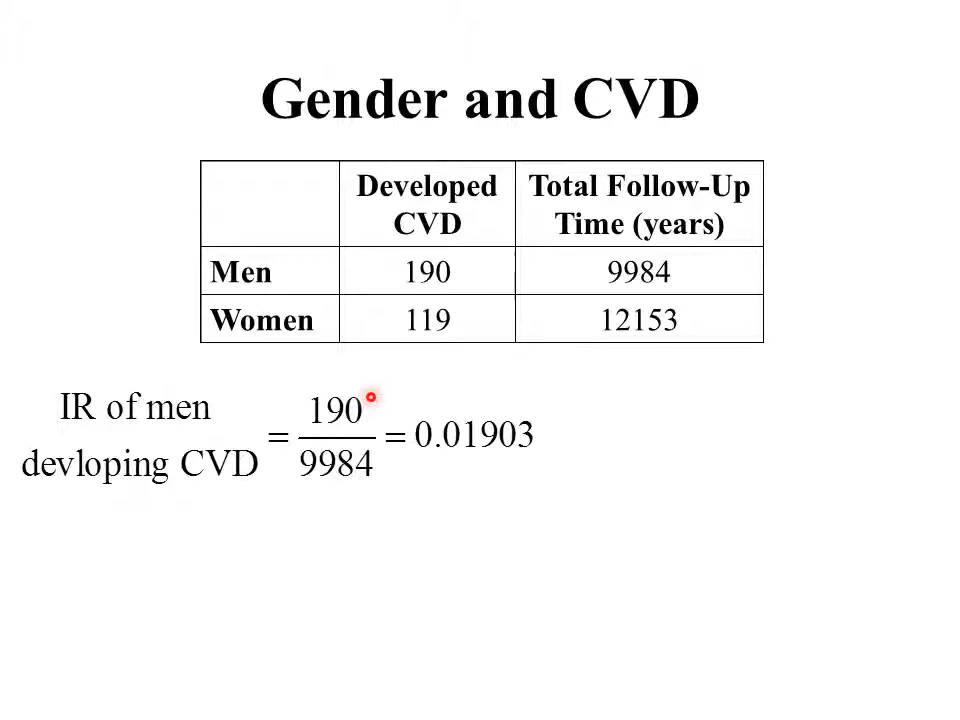 Gender and CVD
Developed CVD Total Follow-Up Time (years)
Men 190 9984
Women 119 12153
IR of men
devloping CVD = 190 / 9984 = 0.01903